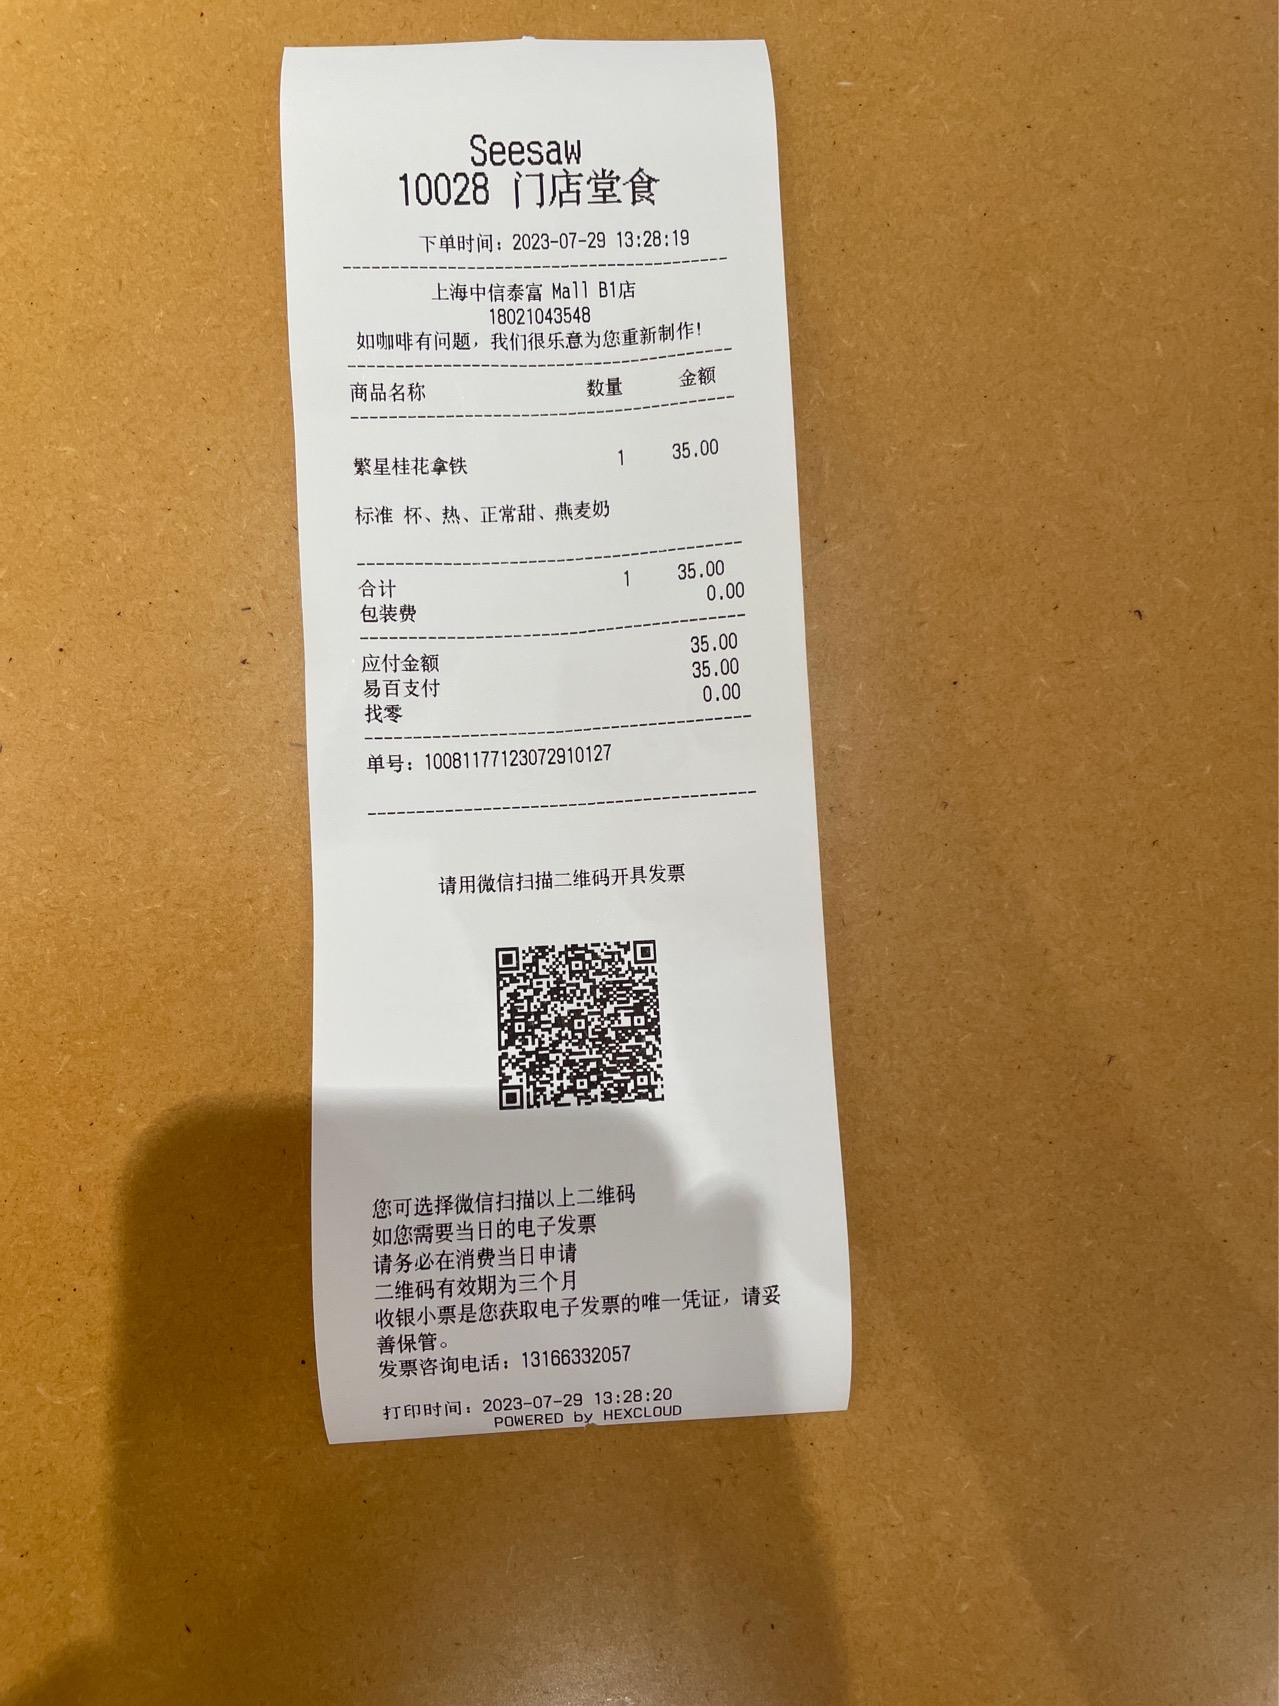 Seesaw
10028 门店堂食
下单时间：2023-07-29 13:28:19
上海中信泰富 Mall B1店
18021043548
如咖啡有问题，我们很乐意为您重新制作！
商品名称 数量 金额
繁星桂花拿铁 1 35.00
标准 杯、热、正常甜、燕麦奶
合计 1 35.00
包装费 0.00
应付金额 35.00
易百支付 35.00
找零 0.00
单号：10081177123072910127
请用微信扫描二维码开具发票
您可选择微信扫描以上二维码
如您需要当日的电子发票
请务必在消费当日申请
二维码有效期为三个月
收银小票是您获取电子发票的唯一凭证，请妥
善保管。
发票咨询电话：13166332057
打印时间：2023-07-29 13:28:20
POWERED by HEXCLOUD